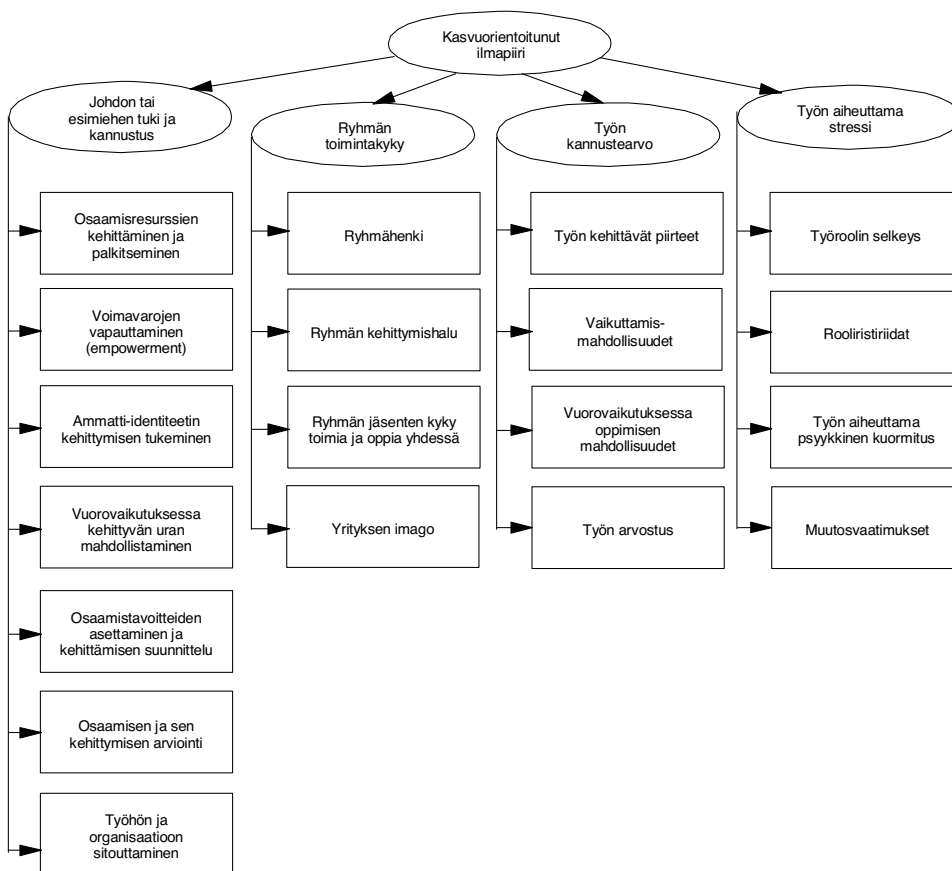 Kasvuorientoitunut
ilmapiiri
Johdon tai
esimiehen tuki ja
kannustus
Ryhmän
toimintakyky
Työn
kannustearvo
Työn aiheuttama
stressi
Osaamisresurssien
kehittäminen ja
palkitseminen
Voimavarojen
vapauttaminen
(empowerment)
Ammatti-identiteetin
kehittymisen tukeminen
Vuorovaikutuksessa
kehittyvän uran
mahdollistaminen
Osaamistavoitteiden
asettaminen ja
kehittämisen suunnittelu
Osaamisen ja sen
kehittymisen arviointi
Työhön ja
organisaatioon
sitouttaminen
Ryhmähenki
Ryhmän kehittymishalu
Ryhmän jäsenten kyky
toimia ja oppia yhdessä
Yrityksen imago
Työn kehittävät piirteet
Vaikuttamis-
mahdollisuudet
Vuorovaikutuksessa
oppimisen
mahdollisuudet
Työn arvostus
Työroolin selkeys
Rooliristiriidat
Työn aiheuttama
psyykkinen kuormitus
Muutosvaatimukset